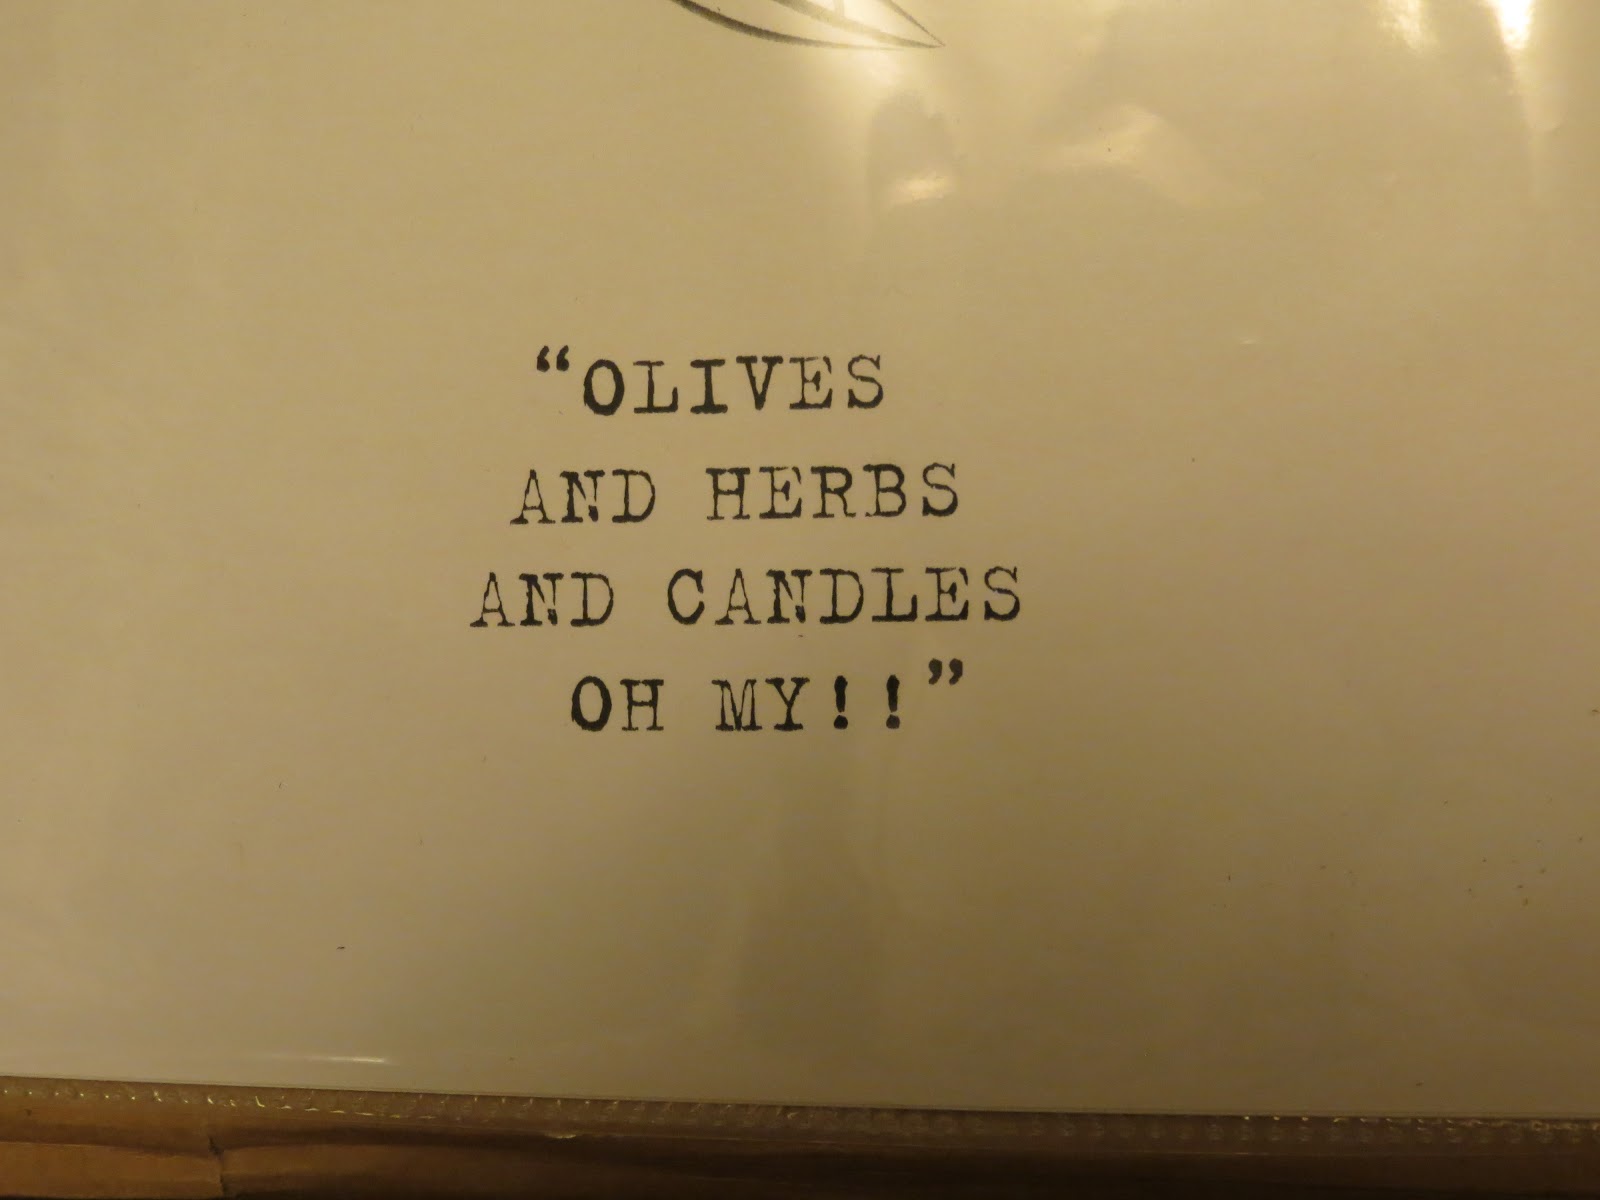 “OLIVES
AND HERBS
AND CANDLES
OH MY!!”